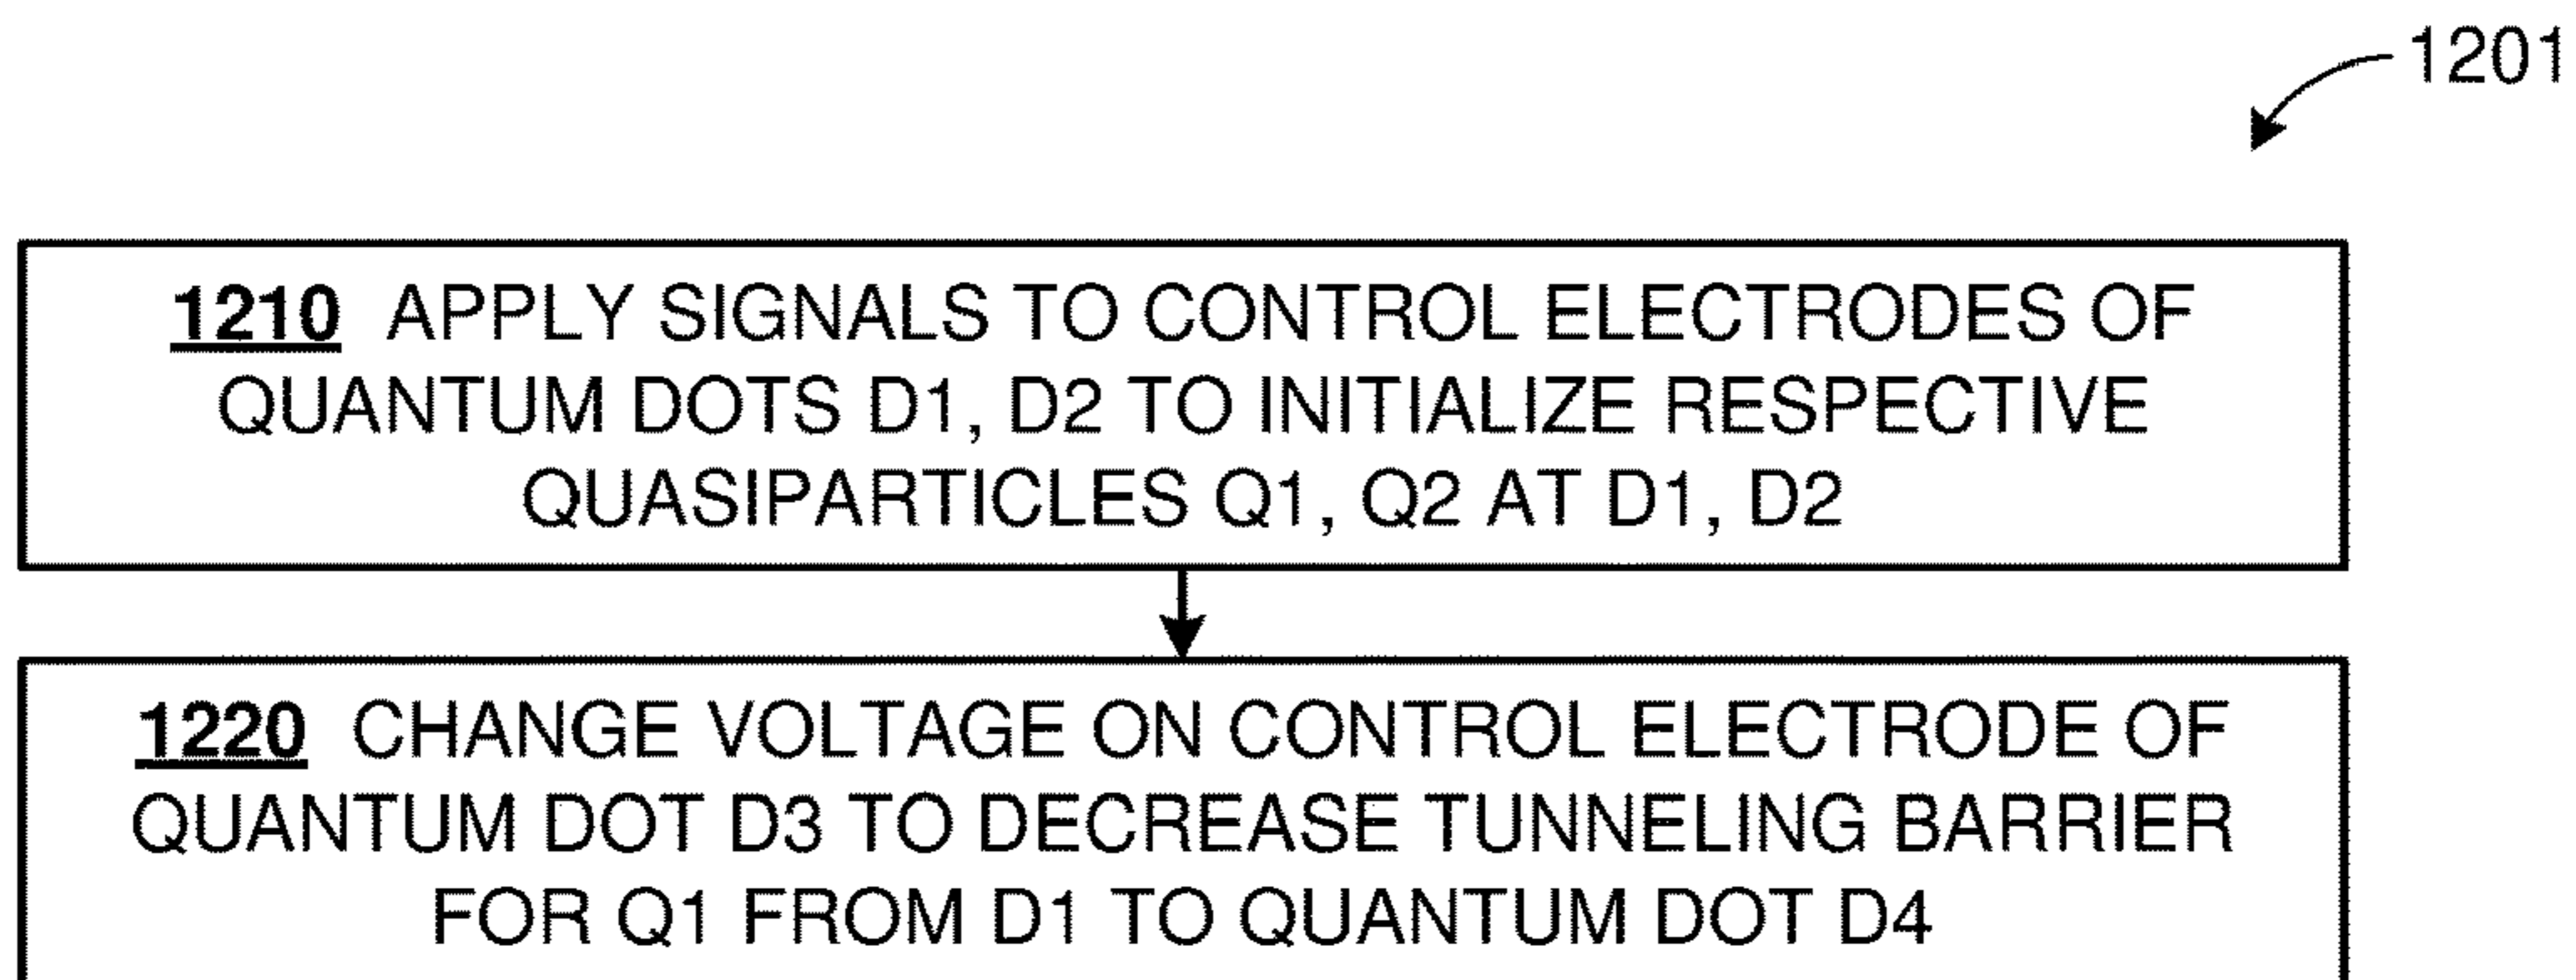 1201
1210 APPLY SIGNALS TO CONTROL ELECTRODES OF
QUANTUM DOTS D1, D2 TO INITIALIZE RESPECTIVE
QUASIPARTICLES Q1, Q2 AT D1, D2
1220 CHANGE VOLTAGE ON CONTROL ELECTRODE OF
QUANTUM DOT D3 TO DECREASE TUNNELING BARRIER
FOR Q1 FROM D1 TO QUANTUM DOT D4